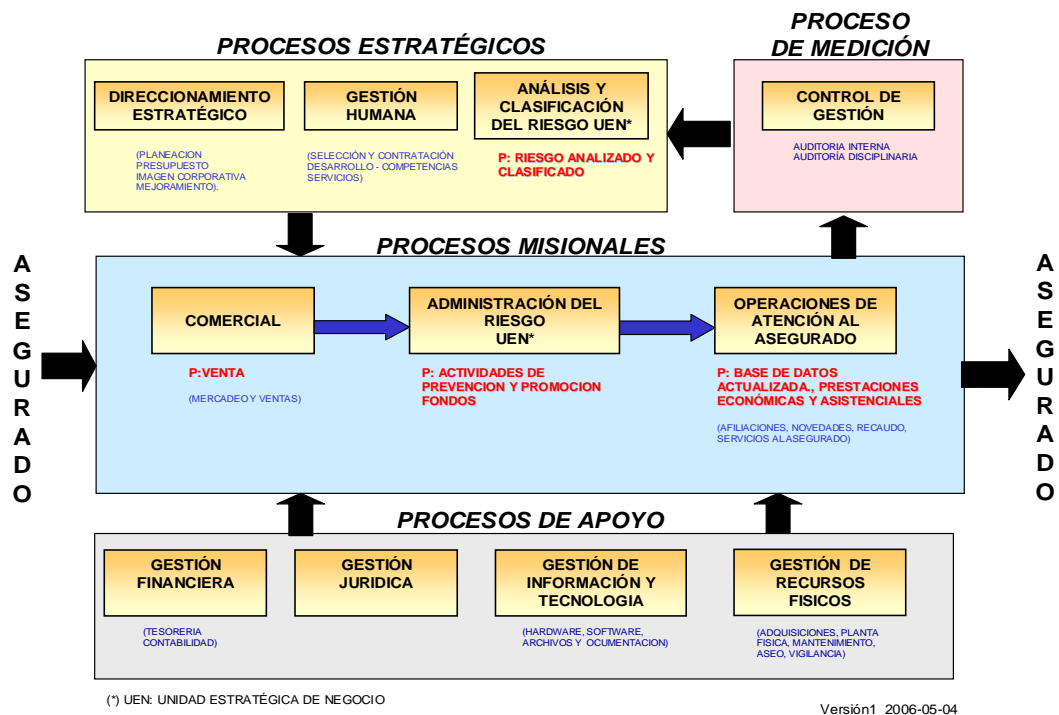 PROCESOS ESTRATÉGICOS
PROCESO
DE MEDICIÓN
DIRECCIONAMIENTO
ESTRATÉGICO
(PLANEACION
PRESUPUESTO
IMAGEN CORPORATIVA
MEJORAMIENTO).
GESTIÓN
HUMANA
(SELECCIÓN Y CONTRATACIÓN
DESARROLLO - COMPETENCIAS
SERVICIOS)
ANÁLISIS Y
CLASIFICACIÓN
DEL RIESGO UEN*
P: RIESGO ANALIZADO Y
CLASIFICADO
CONTROL DE
GESTIÓN
AUDITORIA INTERNA
AUDITORÍA DISCIPLINARIA
PROCESOS MISIONALES
ASEGURADO
COMERCIAL
P:VENTA
(MERCADEO Y VENTAS)
ADMINISTRACIÓN DEL
RIESGO
UEN*
P: ACTIVIDADES DE
PREVENCION Y PROMOCION
FONDOS
OPERACIONES DE
ATENCIÓN AL
ASEGURADO
P: BASE DE DATOS
ACTUALIZADA., PRESTACIONES
ECONÓMICAS Y ASISTENCIALES
(AFILIACIONES, NOVEDADES, RECAUDO,
SERVICIOS AL ASEGURADO)
ASEGURADO
PROCESOS DE APOYO
GESTIÓN
FINANCIERA
(TESORERIA
CONTABILIDAD)
GESTIÓN
JURIDICA
GESTIÓN DE
INFORMACIÓN Y
TECNOLOGIA
(HARDWARE, SOFTWARE,
ARCHIVOS Y OCUMENTACION)
GESTIÓN DE
RECURSOS
FISICOS
(ADQUISICIONES, PLANTA
FISICA, MANTENIMIENTO,
ASEO, VIGILANCIA)
(*) UEN: UNIDAD ESTRATÉGICA DE NEGOCIO
Versión1 2006-05-04